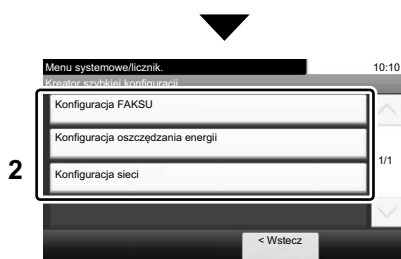 Menu systemowe/licznik. 10:10
Kreator szybkiej konfiguracji
Konfiguracja FAKSU
Konfiguracja oszczędzania energii
1/1
2
Konfiguracja sieci
< Wstecz